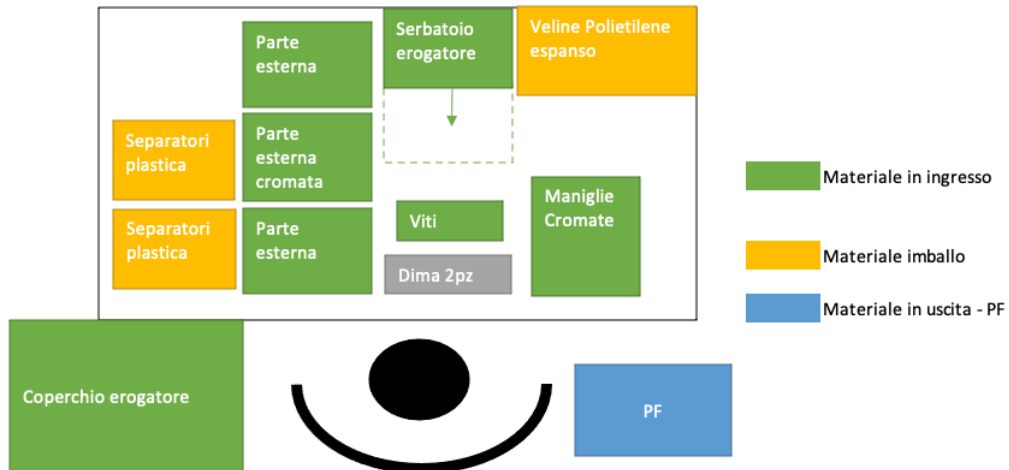 Parte
esterna
Serbatoio
erogatore
Veline Polietilene
espanso
Separatori
plastica
Parte
esterna
cromata
Maniglie
Cromate
Separatori
plastica
Parte
esterna
Viti
Dima 2pz
Coperchio erogatore
PF
Materiale in ingresso
Materiale imballo
Materiale in uscita - PF